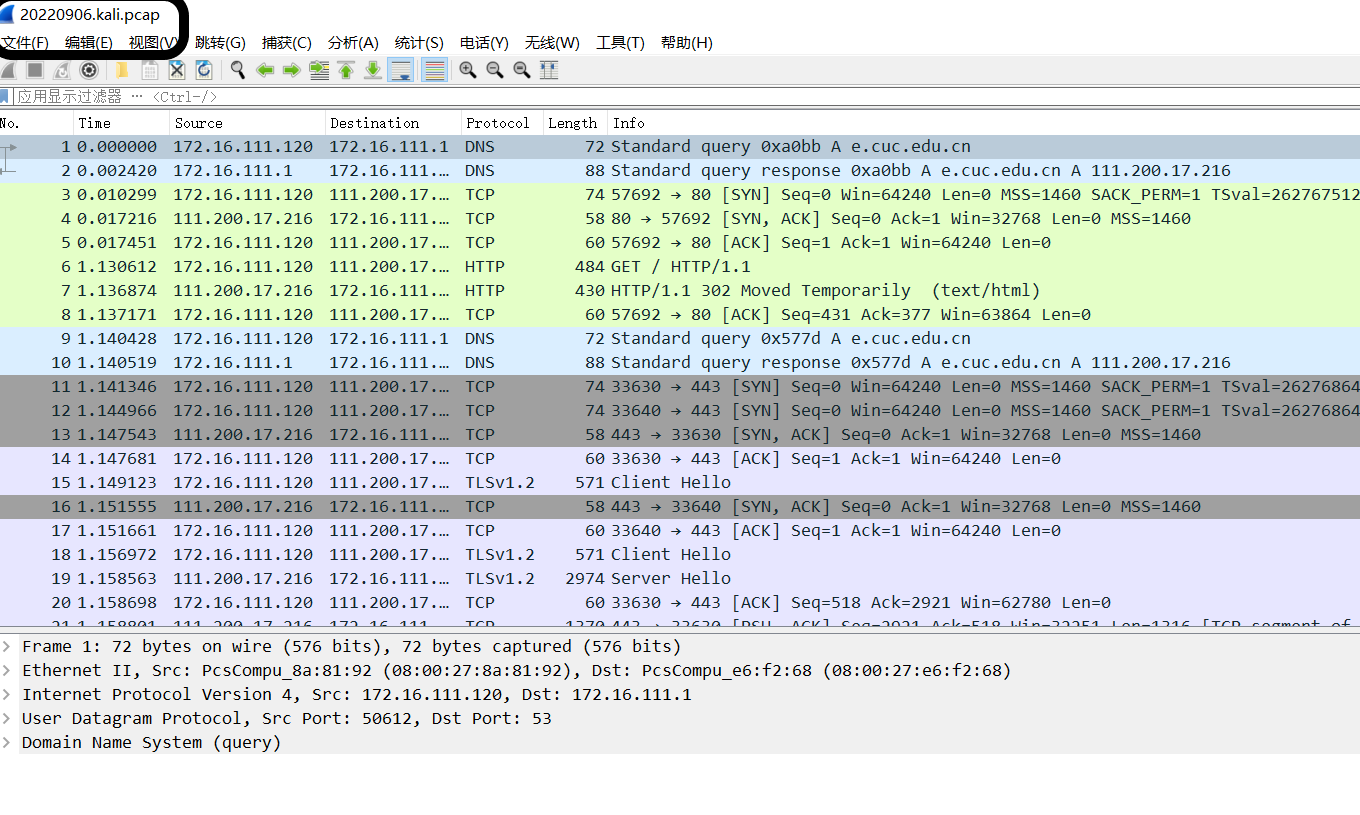 20220906.kali.pcap
文件(F) 编辑(E) 视图(V) 跳转(G) 捕获(C) 分析(A) 统计(S) 电话(Y) 无线(W) 工具(T) 帮助(H)
应用显示过滤器 … <Ctrl-/>
No. Time Source Destination Protocol Length Info
1 0.000000 172.16.111.120 172.16.111.1 DNS 72 Standard query 0xa0bb A e.cuc.edu.cn
2 0.002420 172.16.111.1 172.16.111.… DNS 88 Standard query response 0xa0bb A e.cuc.edu.cn A 111.200.17.216
3 0.010299 172.16.111.120 111.200.17.… TCP 74 57692 → 80 [SYN] Seq=0 Win=64240 Len=0 MSS=1460 SACK_PERM=1 TSval=262767512
4 0.017216 111.200.17.216 172.16.111.… TCP 58 80 → 57692 [SYN, ACK] Seq=0 Ack=1 Win=32768 Len=0 MSS=1460
5 0.017451 172.16.111.120 111.200.17.… TCP 60 57692 → 80 [ACK] Seq=1 Ack=1 Win=64240 Len=0
6 1.130612 172.16.111.120 111.200.17.… HTTP 484 GET / HTTP/1.1
7 1.136874 111.200.17.216 172.16.111.… HTTP 430 HTTP/1.1 302 Moved Temporarily (text/html)
8 1.137171 172.16.111.120 111.200.17.… TCP 60 57692 → 80 [ACK] Seq=431 Ack=377 Win=63864 Len=0
9 1.140428 172.16.111.120 172.16.111.1 DNS 72 Standard query 0x577d A e.cuc.edu.cn
10 1.140519 172.16.111.1 172.16.111.… DNS 88 Standard query response 0x577d A e.cuc.edu.cn A 111.200.17.216
11 1.141346 172.16.111.120 111.200.17.… TCP 74 33630 → 443 [SYN] Seq=0 Win=64240 Len=0 MSS=1460 SACK_PERM=1 TSval=26276864
12 1.144966 172.16.111.120 111.200.17.… TCP 74 33640 → 443 [SYN] Seq=0 Win=64240 Len=0 MSS=1460 SACK_PERM=1 TSval=26276864
13 1.147543 111.200.17.216 172.16.111.… TCP 58 443 → 33630 [SYN, ACK] Seq=0 Ack=1 Win=32768 Len=0 MSS=1460
14 1.147681 172.16.111.120 111.200.17.… TCP 60 33630 → 443 [ACK] Seq=1 Ack=1 Win=64240 Len=0
15 1.149123 172.16.111.120 111.200.17.… TLSv1.2 571 Client Hello
16 1.151555 111.200.17.216 172.16.111.… TCP 58 443 → 33640 [SYN, ACK] Seq=0 Ack=1 Win=32768 Len=0 MSS=1460
17 1.151661 172.16.111.120 111.200.17.… TCP 60 33640 → 443 [ACK] Seq=1 Ack=1 Win=64240 Len=0
18 1.156972 172.16.111.120 111.200.17.… TLSv1.2 571 Client Hello
19 1.158563 111.200.17.216 172.16.111.… TLSv1.2 2974 Server Hello
20 1.158698 172.16.111.120 111.200.17.… TCP 60 33630 → 443 [ACK] Seq=518 Ack=2921 Win=62780 Len=0
21 1.158801 111.200.17.216 172.16.111.… TCP 1370 443 → 33630 [PSH, ACK] Seq=2921 Ack=518 Win=32251 Len=1316 [TCP segment of
Frame 1: 72 bytes on wire (576 bits), 72 bytes captured (576 bits)
Ethernet II, Src: PcsCompu_8a:81:92 (08:00:27:8a:81:92), Dst: PcsCompu_e6:f2:68 (08:00:27:e6:f2:68)
Internet Protocol Version 4, Src: 172.16.111.120, Dst: 172.16.111.1
User Datagram Protocol, Src Port: 50612, Dst Port: 53
Domain Name System (query)